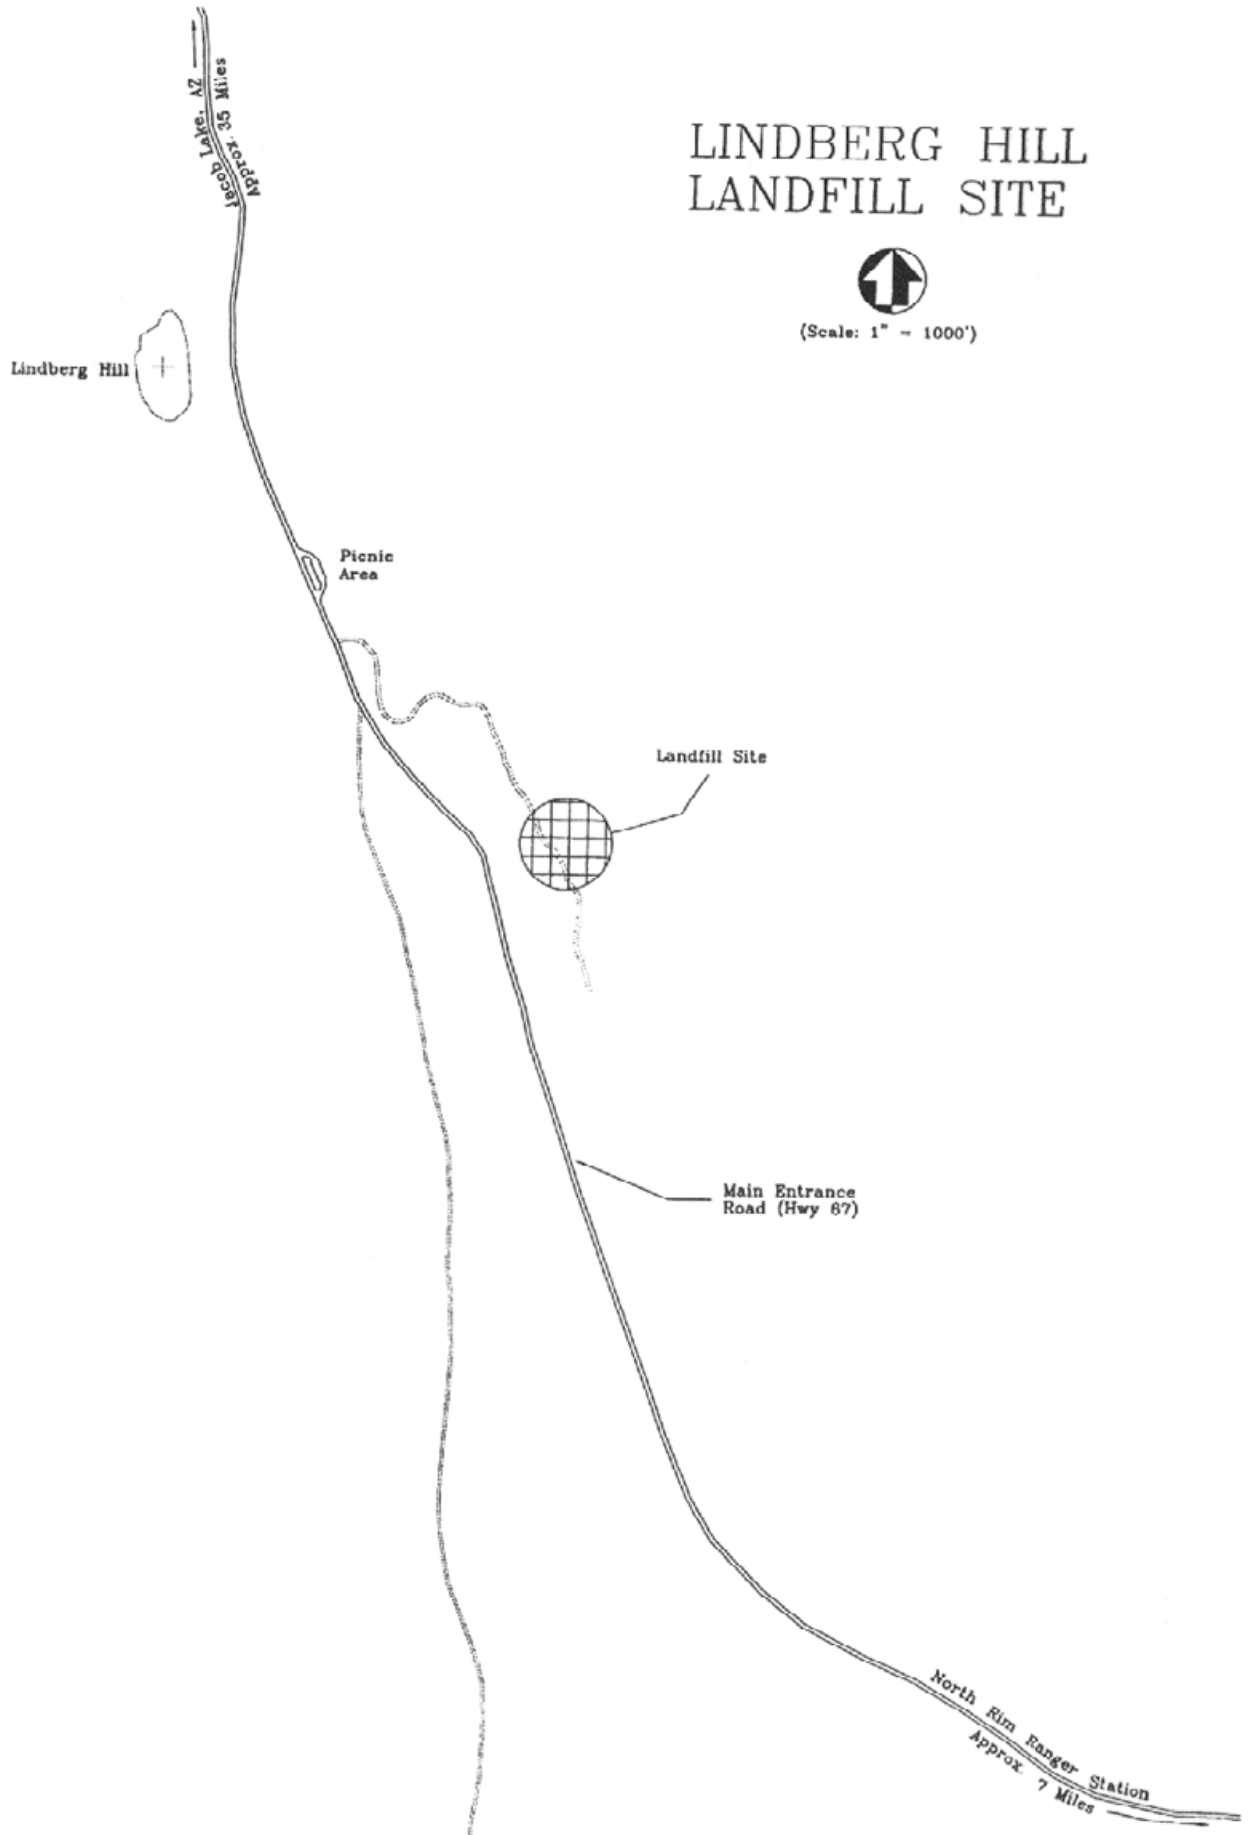 Jacob Lake, AZ
Approx. 35 Miles
LINDBERG HILL
LANDFILL SITE
(Scale: 1" = 1000')
Lindberg Hill
Picnic
Area
Landfill Site
Main Entrance
Road (Hwy 67)
North Rim Ranger Station
Approx. 7 Miles